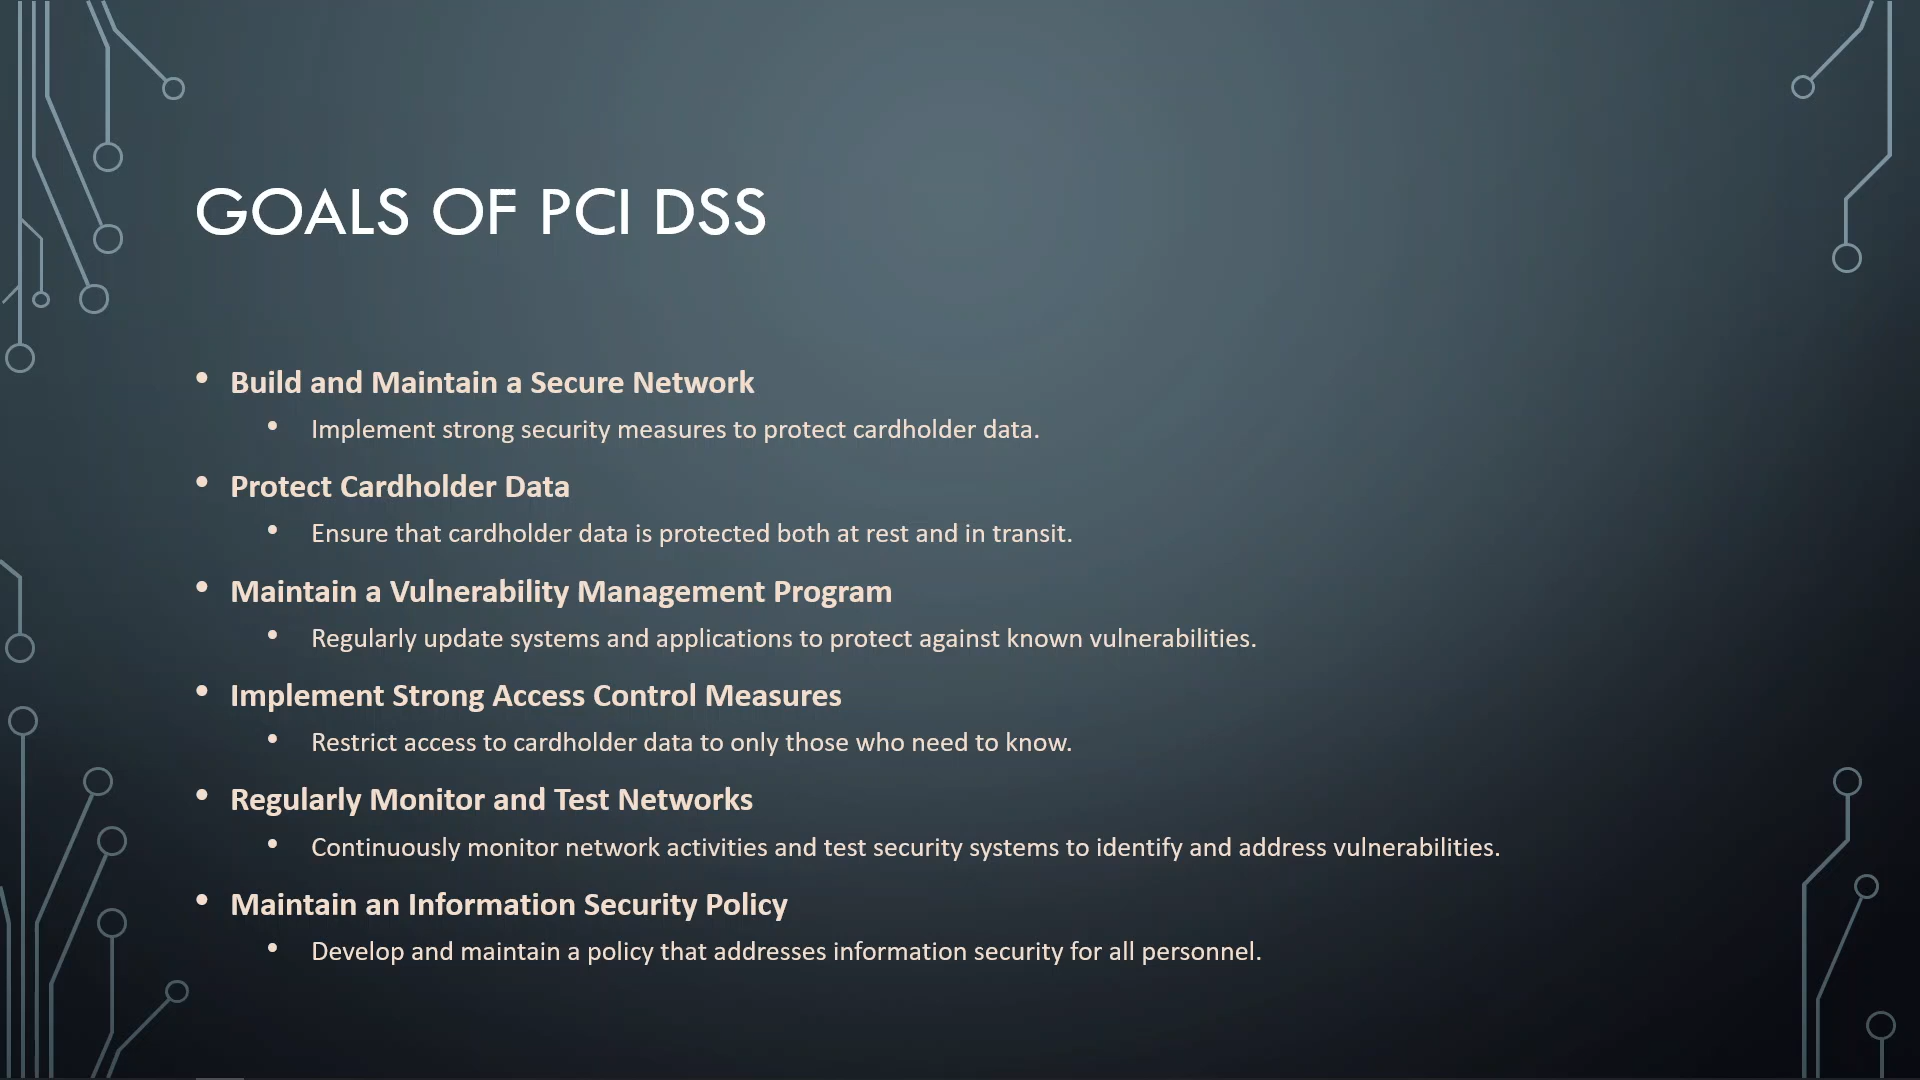 GOALS OF PCI DSS
• Build and Maintain a Secure Network
• Implement strong security measures to protect cardholder data.
• Protect Cardholder Data
• Ensure that cardholder data is protected both at rest and in transit.
• Maintain a Vulnerability Management Program
• Regularly update systems and applications to protect against known vulnerabilities.
• Implement Strong Access Control Measures
• Restrict access to cardholder data to only those who need to know.
• Regularly Monitor and Test Networks
• Continuously monitor network activities and test security systems to identify and address vulnerabilities.
• Maintain an Information Security Policy
• Develop and maintain a policy that addresses information security for all personnel.